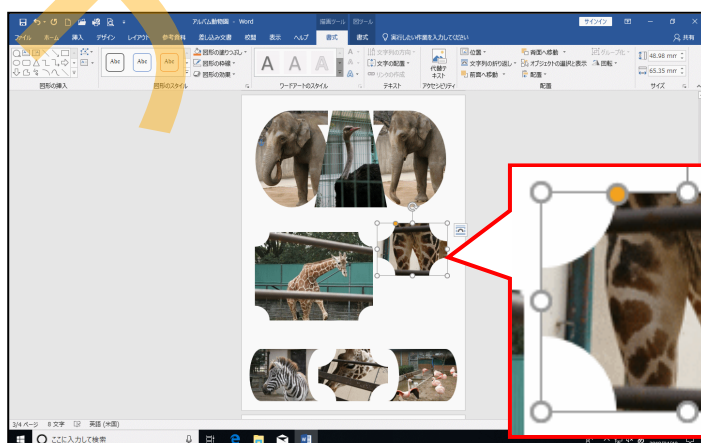 アルバム動物園 - Word
描画ツール 図ツール
サインイン
ファイル ホーム 挿入 デザイン レイアウト 参考資料 差し込み文書 校閲 表示 ヘルプ 書式 書式 実行したい作業を入力してください 共有
Abc Abc Abc
図形の塗りつぶし
図形の枠線
図形の効果
A A A
文字列の方向
文字の配置
リンクの作成
代替テ
キスト
位置
文字列の折り返し
前面へ移動
背面へ移動
オブジェクトの選択と表示
配置
グループ化
回転
48.98 mm
65.35 mm
図形の挿入 図形のスタイル ワードアートのスタイル テキスト アクセシビリティ 配置 サイズ
3/4 ページ 8 文字 英語 (米国)
ここに入力して検索